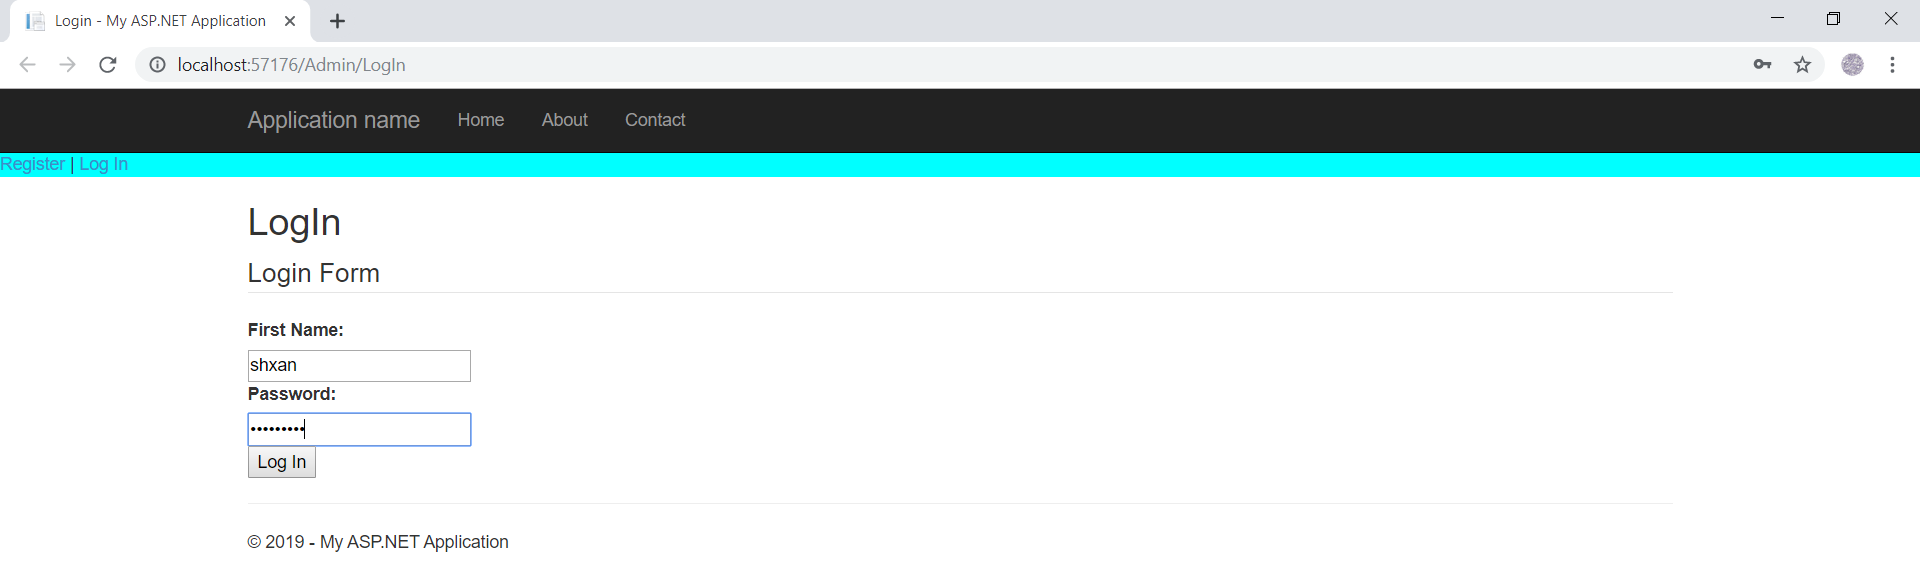 Login - My ASP.NET Application
localhost:57176/Admin/LogIn
Application name Home About Contact
Register | Log In
LogIn
Login Form
First Name:
shxan
Password:
•••••••••
Log In
© 2019 - My ASP.NET Application